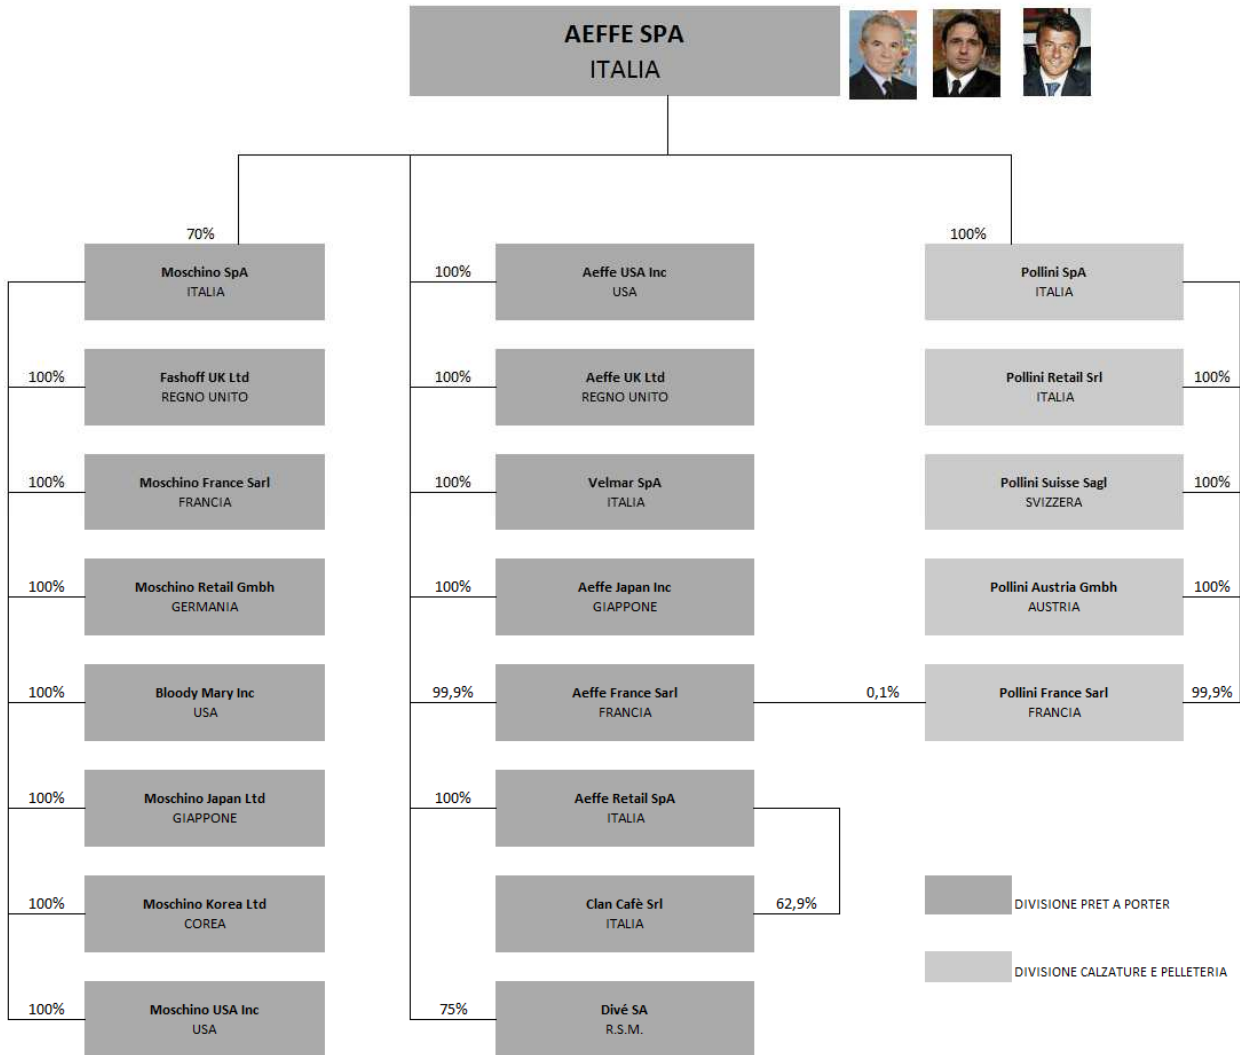 AEFFE SPA
ITALIA
70%
100%
Moschino SpA
ITALIA
100%
Aeffe USA Inc
USA
Pollini SpA
ITALIA
100%
Fashoff UK Ltd
REGNO UNITO
100%
Aeffe UK Ltd
REGNO UNITO
Pollini Retail Srl
ITALIA
100%
100%
Moschino France Sarl
FRANCIA
100%
Velmar SpA
ITALIA
Pollini Suisse Sagl
SVIZZERA
100%
100%
Moschino Retail Gmbh
GERMANIA
100%
Aeffe Japan Inc
GIAPPONE
Pollini Austria Gmbh
AUSTRIA
100%
100%
Bloody Mary Inc
USA
99,9%
Aeffe France Sarl
FRANCIA
0,1%
Pollini France Sarl
FRANCIA
99,9%
100%
Moschino Japan Ltd
GIAPPONE
100%
Aeffe Retail SpA
ITALIA
100%
Moschino Korea Ltd
COREA
Clan Cafè Srl
ITALIA
62,9%
DIVISIONE PRET A PORTER
100%
Moschino USA Inc
USA
75%
Divé SA
R.S.M.
DIVISIONE CALZATURE E PELLETERIA